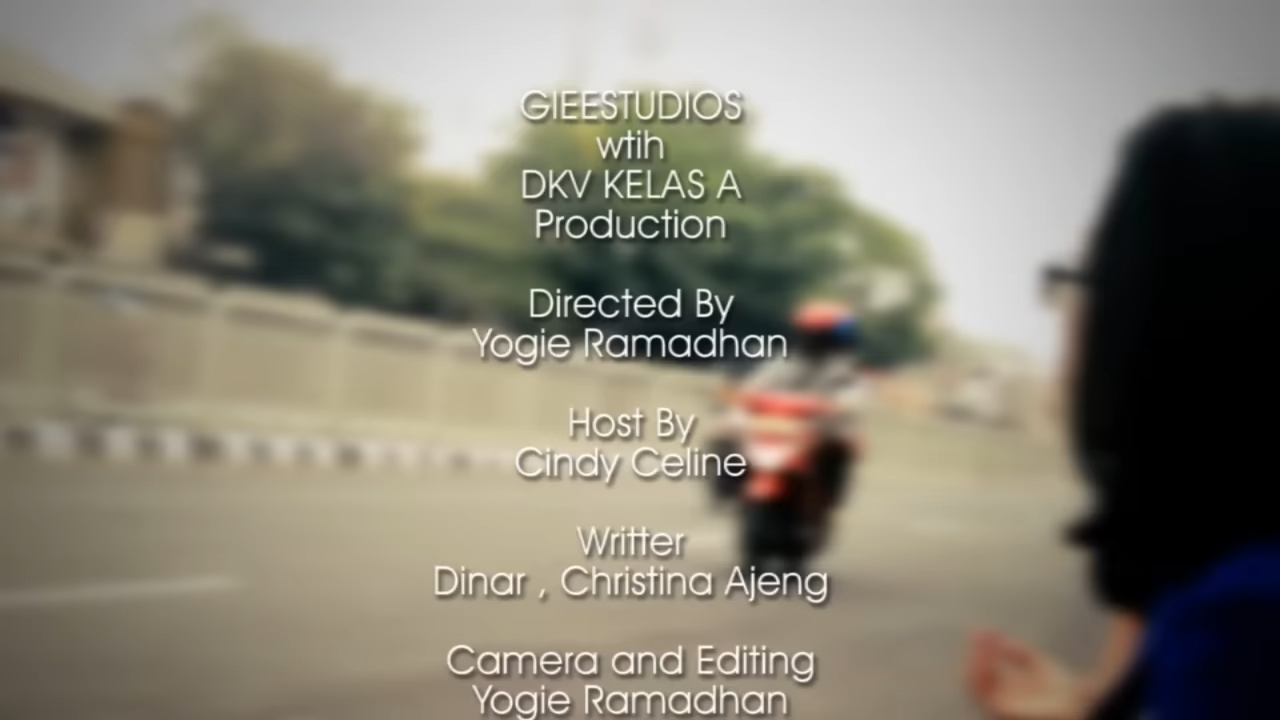 GIEESTUDIOS
wtih
DKV KELAS A
Production
Directed By
Yogie Ramadhan
Host By
Cindy Celine
Writter
Dinar , Christina Ajeng
Camera and Editing
Yogie Ramadhan